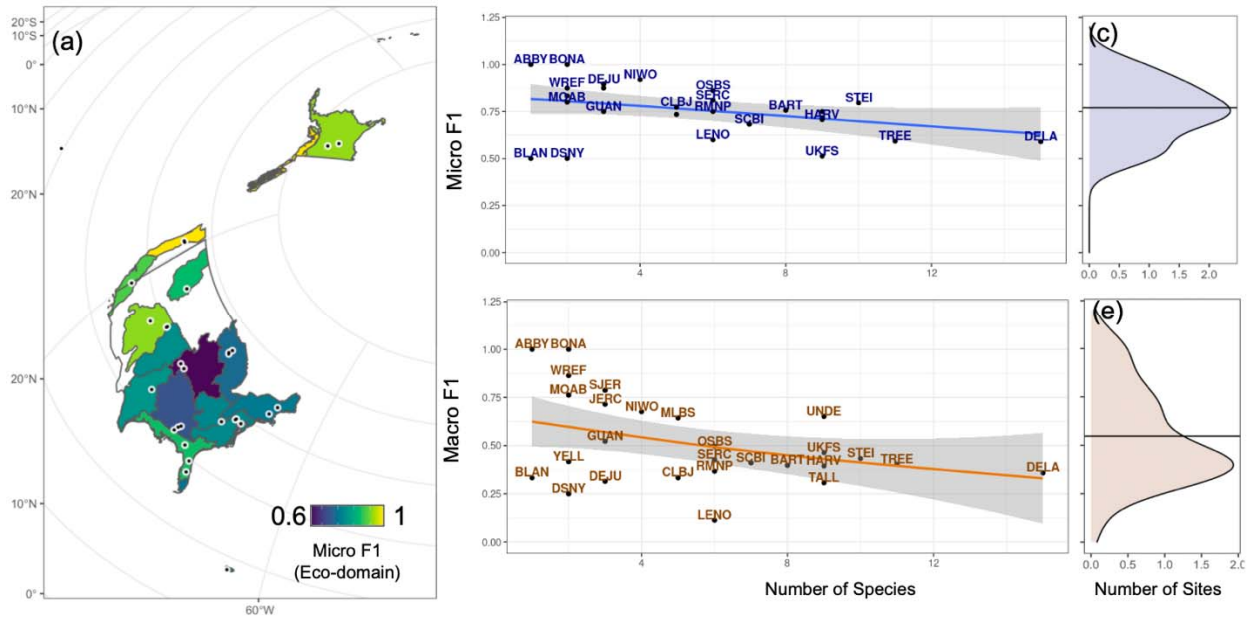 (a)
20°S
10°S
0°
10°N
20°N
20°N
10°N
0°
60°W
0.6
1
Micro F1
(Eco-domain)
Micro F1
1.25
1.00
0.75
0.50
0.25
0.00
4
8
12
ABBY BONA
DEJU NIWO
WREF
MOAB
GUAN
OSBS
SERC
CLBJ RMNP
BART
STEI
HARV
SCBI
LENO
TREE
DELA
BLAN DSNY
UKFS
(c)
0.0 0.5 1.0 1.5 2.0
Macro F1
1.25
1.00
0.75
0.50
0.25
0.00
4
8
12
ABBY BONA
WREF
MOAB
SJER
JERC
NIWO
MLBS
UNDE
GUAN
OSBS
SERC
RMNP
SCBI
BART
UKFS
HARV
STEI
TREE
TALL
DELA
YELL
BLAN
DEJU
CLBJ
DSNY
LENO
Number of Species
(e)
0.0 0.5 1.0 1.5 2.0
Number of Sites